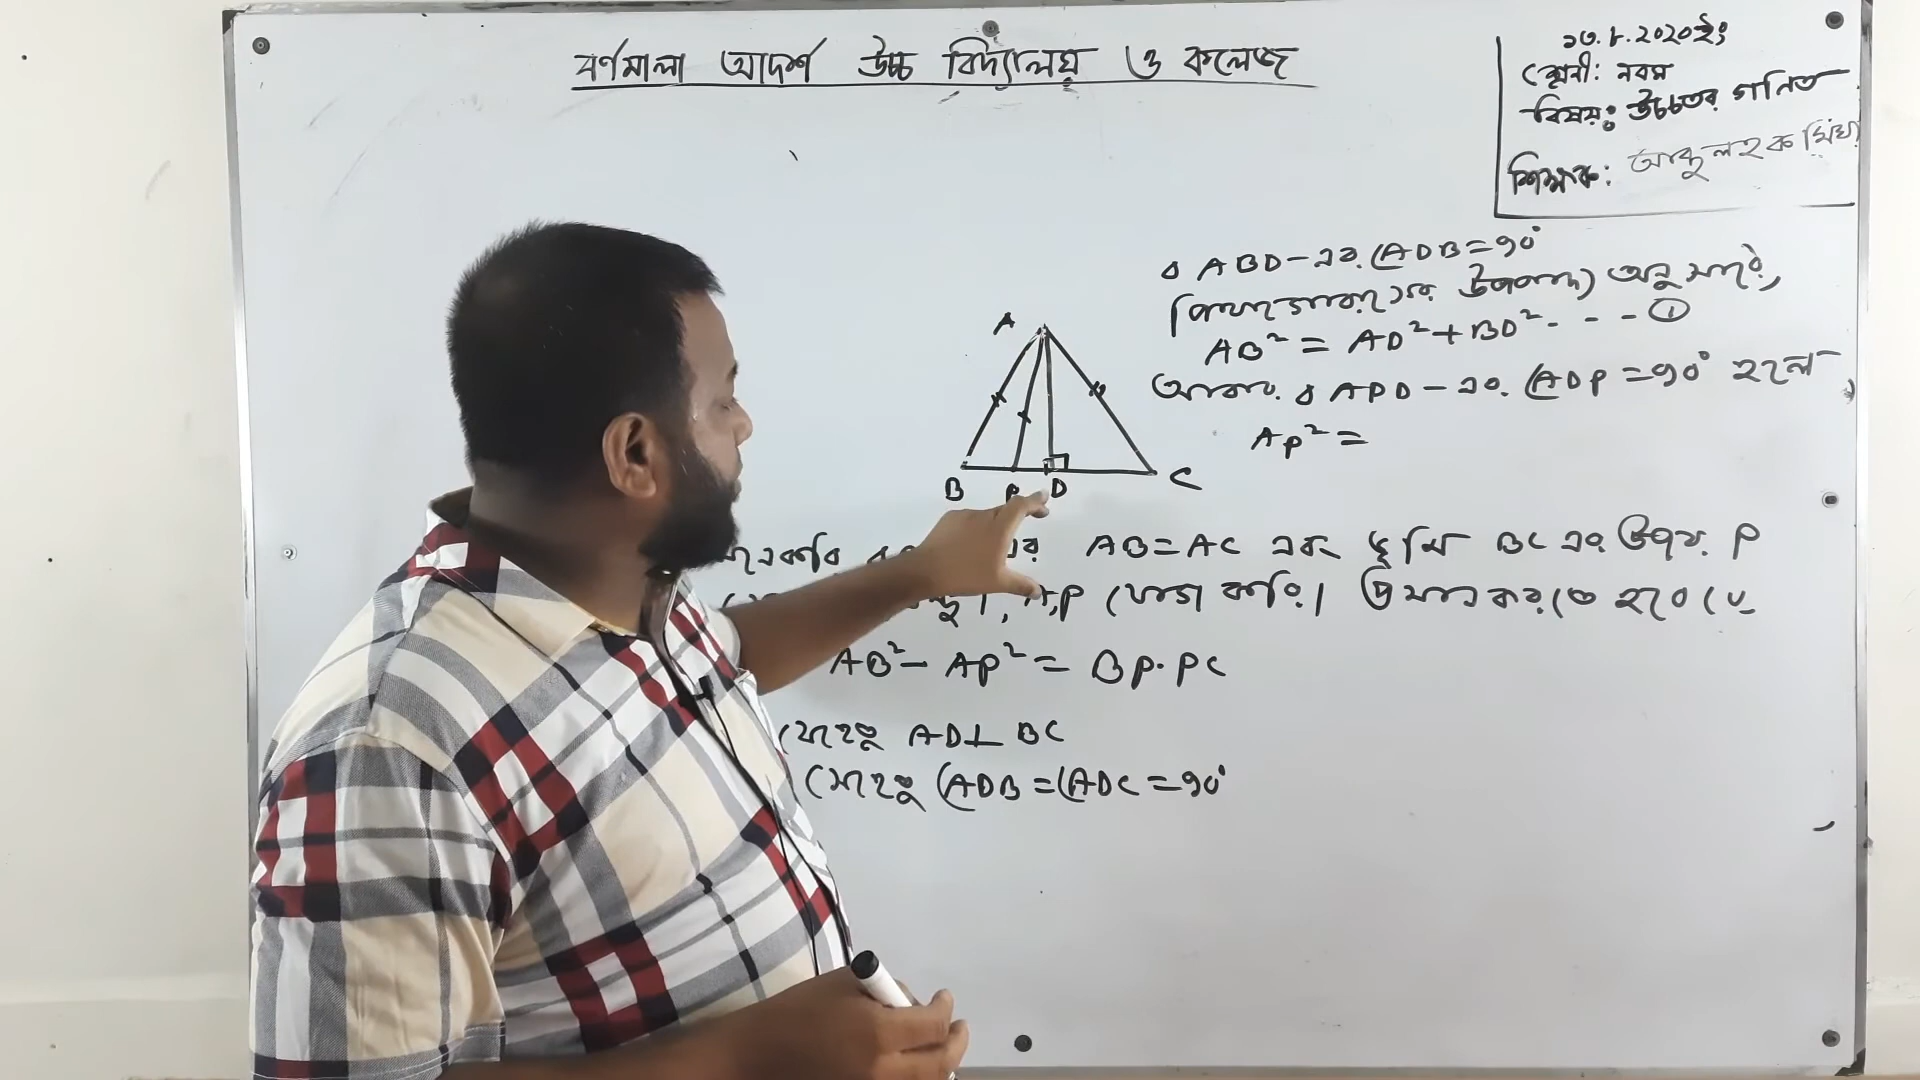 বর্ণমালা আদর্শ উচ্চ বিদ্যালয় ও কলেজ
১৩.৮.২০২০ইং
শ্রেনী: নবম
বিষয়: উচ্চতর গনিত
শিক্ষক:
Δ ABD-এর ∠ADB=90°
উপপাদ্য অনুসারে,
AB² = AD²+BD² - - - ①
আবার Δ APD-এর ∠ADP=90° হলে,
AP² =
A
B P D C
AB=AC এবং ভূমি BC এর উপর P
A,P যোগ করি। প্রমান করতে হবে যে
AB² - AP² = BP·PC
যেহেতু AD⊥BC
সেহেতু ∠ADB=∠ADC=90°